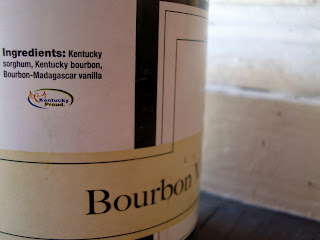 Ingredients: Kentucky
sorghum, Kentucky bourbon,
Bourbon-Madagascar vanilla
Kentucky
Proud.
Bourbon